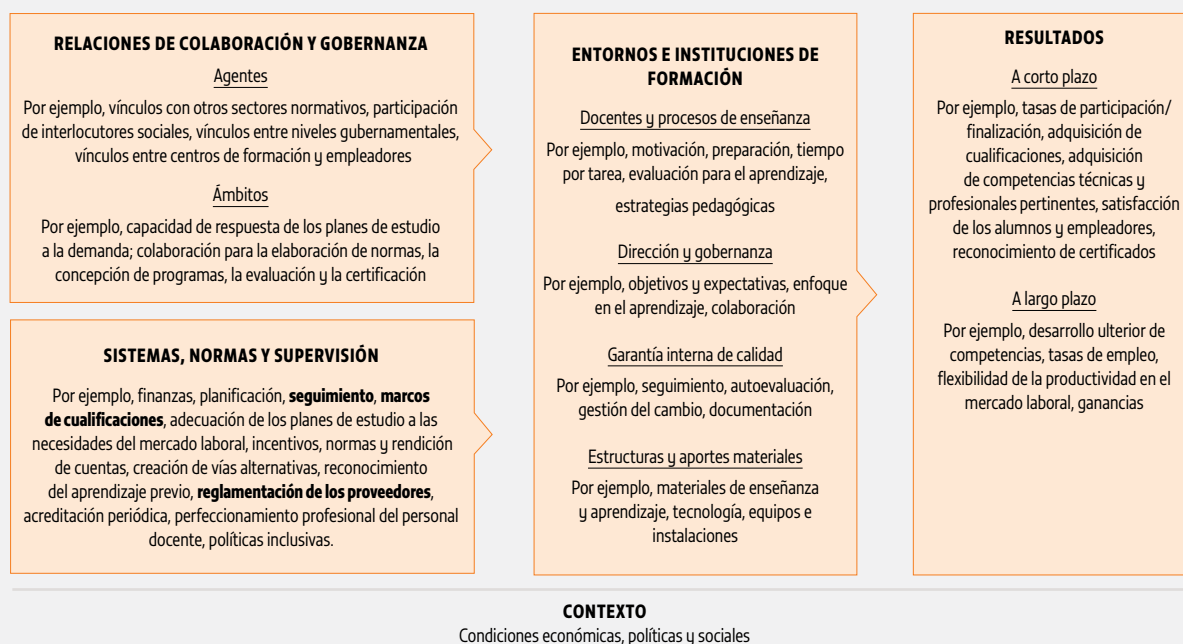 RELACIONES DE COLABORACIÓN Y GOBERNANZA
Agentes
Por ejemplo, vínculos con otros sectores normativos, participación
de interlocutores sociales, vínculos entre niveles gubernamentales,
vínculos entre centros de formación y empleadores
Ámbitos
Por ejemplo, capacidad de respuesta de los planes de estudio
a la demanda; colaboración para la elaboración de normas, la
concepción de programas, la evaluación y la certificación
SISTEMAS, NORMAS Y SUPERVISIÓN
Por ejemplo, finanzas, planificación, seguimiento, marcos
de cualificaciones, adecuación de los planes de estudio a las
necesidades del mercado laboral, incentivos, normas y rendición
de cuentas, creación de vías alternativas, reconocimiento
del aprendizaje previo, reglamentación de los proveedores,
acreditación periódica, perfeccionamiento profesional del personal
docente, políticas inclusivas.
ENTORNOS E INSTITUCIONES DE
FORMACIÓN
Docentes y procesos de enseñanza
Por ejemplo, motivación, preparación, tiempo
por tarea, evaluación para el aprendizaje,
estrategias pedagógicas
Dirección y gobernanza
Por ejemplo, objetivos y expectativas, enfoque
en el aprendizaje, colaboración
Garantía interna de calidad
Por ejemplo, seguimiento, autoevaluación,
gestión del cambio, documentación
Estructuras y aportes materiales
Por ejemplo, materiales de enseñanza
y aprendizaje, tecnología, equipos e
instalaciones
RESULTADOS
A corto plazo
Por ejemplo, tasas de participación/
finalización, adquisición de
cualificaciones, adquisición
de competencias técnicas y
profesionales pertinentes, satisfacción
de los alumnos y empleadores,
reconocimiento de certificados
A largo plazo
Por ejemplo, desarrollo ulterior de
competencias, tasas de empleo,
flexibilidad de la productividad en el
mercado laboral, ganancias
CONTEXTO
Condiciones económicas, políticas y sociales